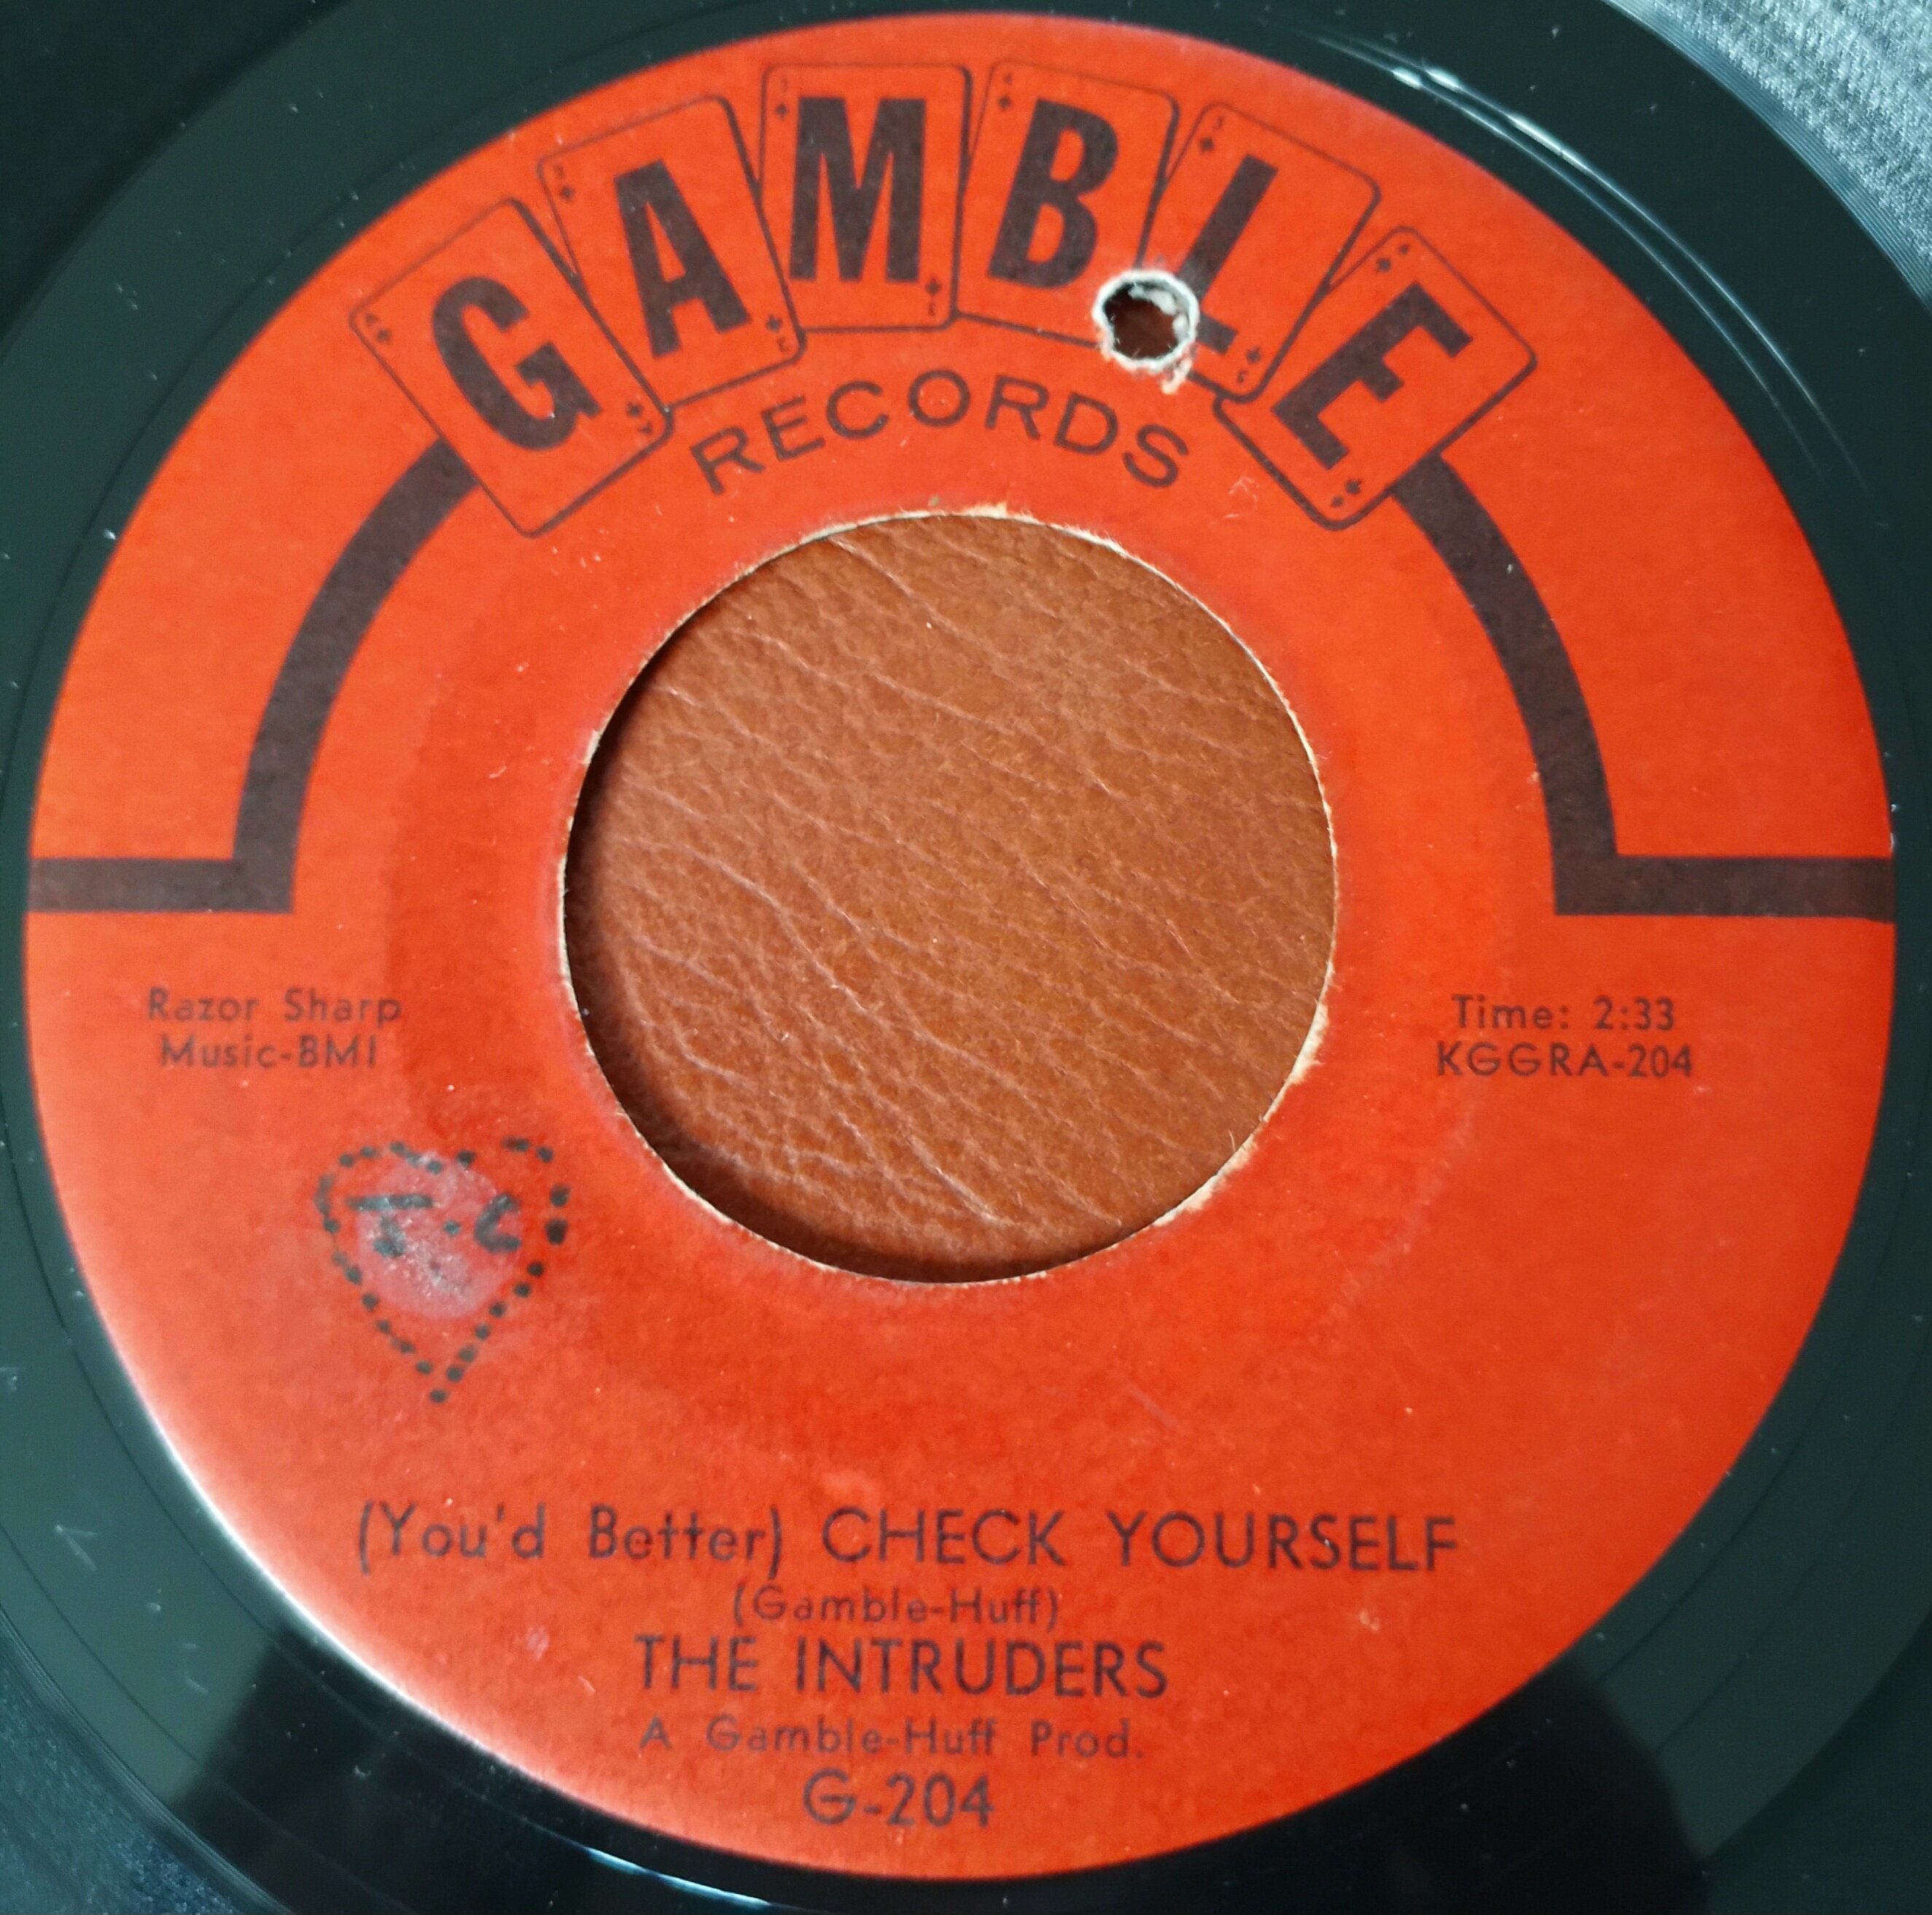 GAMBLE
RECORDS
Razor Sharp
Music-BMI
Time: 2:33
KGGRA-204
T-C
(You'd Better) CHECK YOURSELF
(Gamble-Huff)
THE INTRUDERS
A Gamble-Huff Prod.
G-204